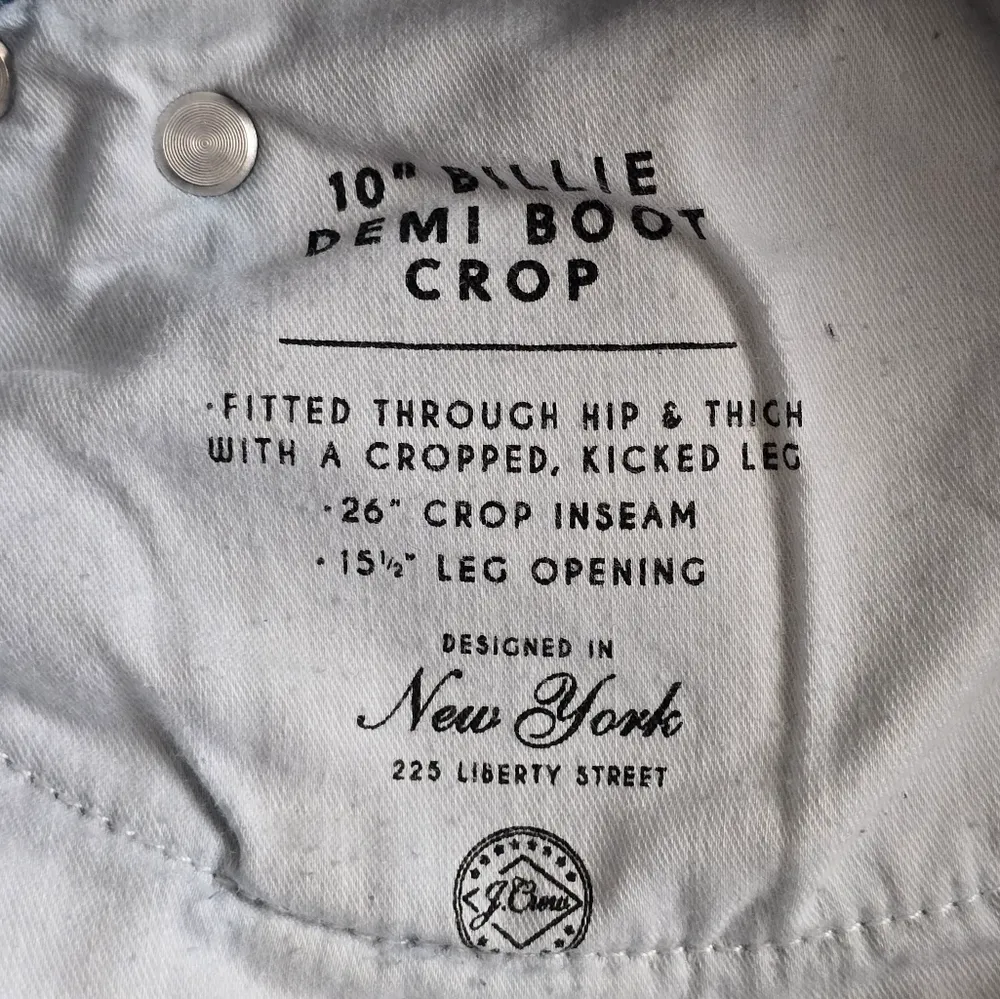 10" BILLIE
DEMI BOOT
CROP
·FITTED THROUGH HIP & THIGH
WITH A CROPPED, KICKED LEG
·26" CROP INSEAM
·15½" LEG OPENING
DESIGNED IN
New York
225 LIBERTY STREET
J.Crew